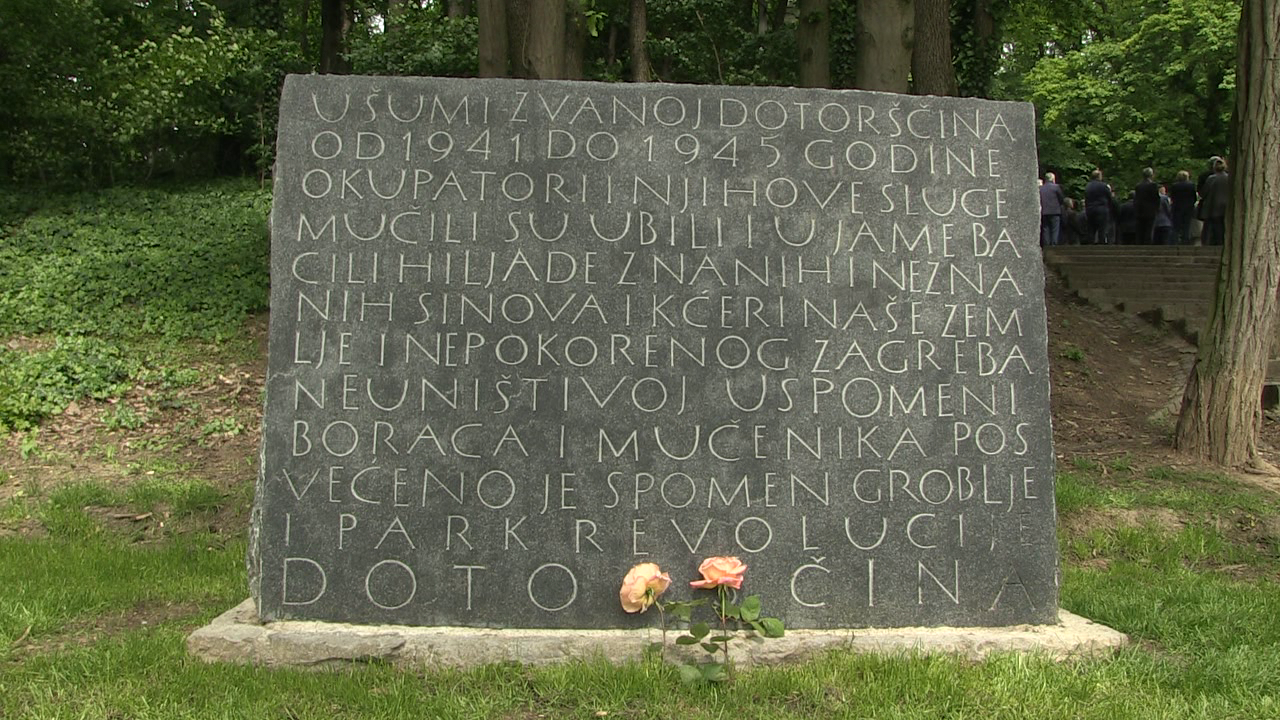 U ŠUMI ZVANOJ DOTORŠČINA
OD 1941 DO 1945 GODINE
OKUPATORI I NJIHOVE SLUGE
MUČILI SU UBILI I U JAME BA
CILI HILJADE ZNANIH I NEZNA
NIH SINOVA I KĆERI NAŠE ZEM
LJE I NEPOKORENOG ZAGREBA
NEUNIŠTIVOJ USPOMENI
BORACA I MUČENIKA POS
VEĆENO JE SPOMEN GROBLJE
I PARK REVOLUCIJE
DOTO ČINA